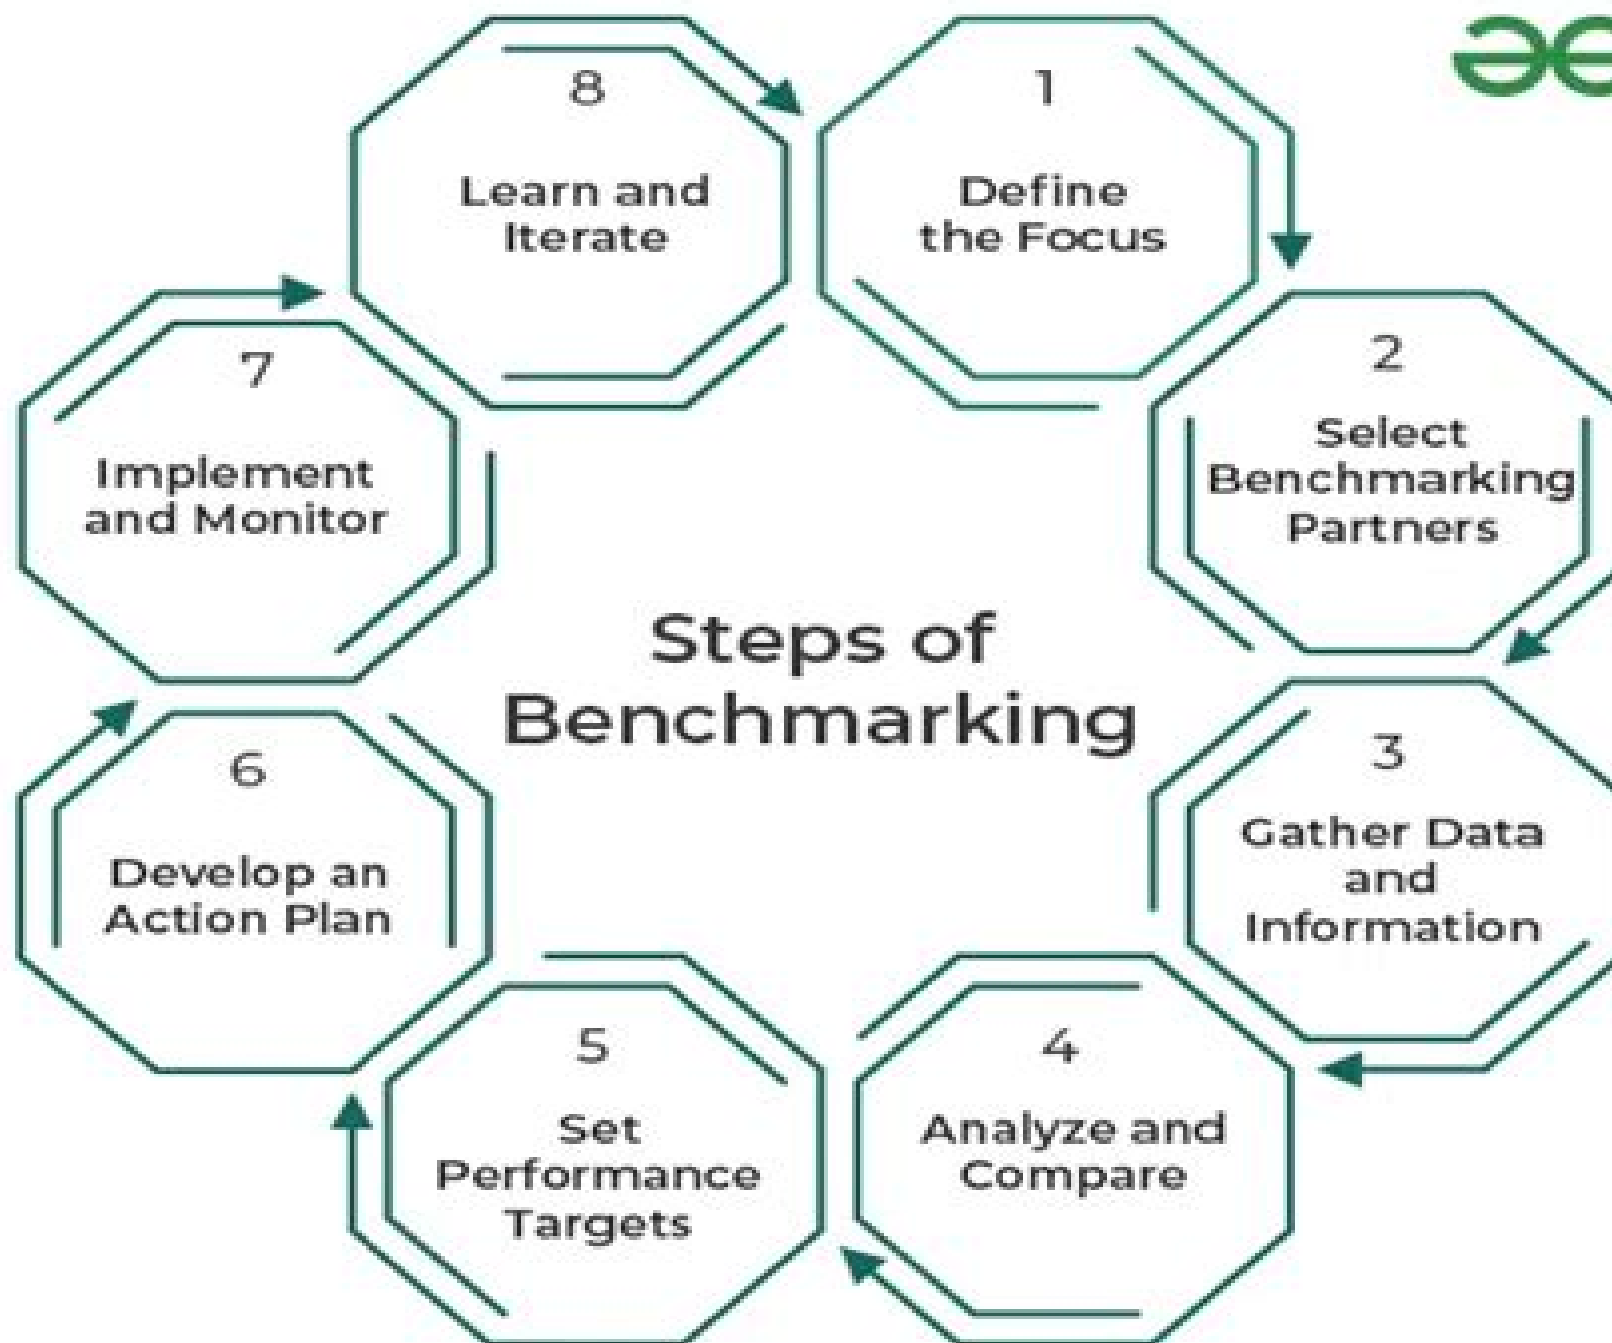 8
Learn and
Iterate
1
Define
the Focus
2
Select
Benchmarking
Partners
3
Gather Data
and
Information
4
Analyze and
Compare
5
Set
Performance
Targets
6
Develop an
Action Plan
7
Implement
and Monitor
Steps of
Benchmarking